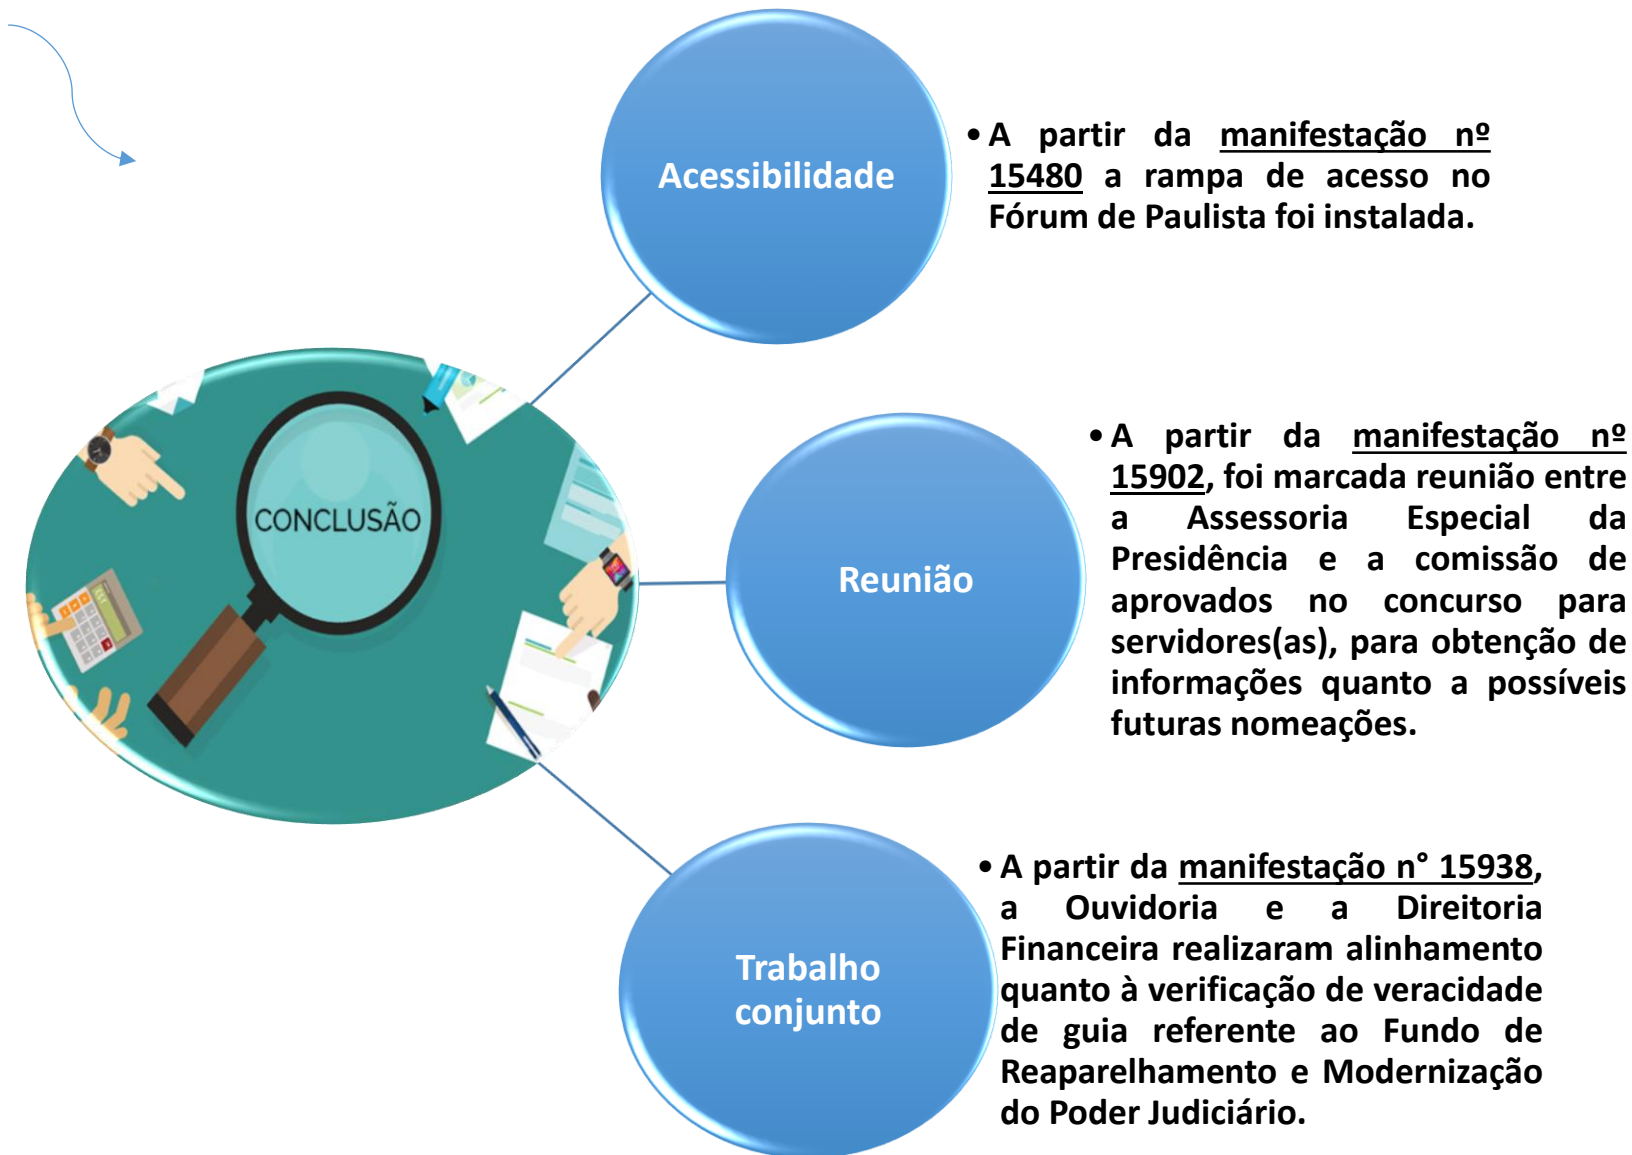 Acessibilidade
• A partir da manifestação nº
15480 a rampa de acesso no
Fórum de Paulista foi instalada.
CONCLUSÃO
Reunião
• A partir da manifestação nº
15902, foi marcada reunião entre
a Assessoria Especial da
Presidência e a comissão de
aprovados no concurso para
servidores(as), para obtenção de
informações quanto a possíveis
futuras nomeações.
Trabalho
conjunto
• A partir da manifestação n° 15938,
a Ouvidoria e a Direitoria
Financeira realizaram alinhamento
quanto à verificação de veracidade
de guia referente ao Fundo de
Reaparelhamento e Modernização
do Poder Judiciário.